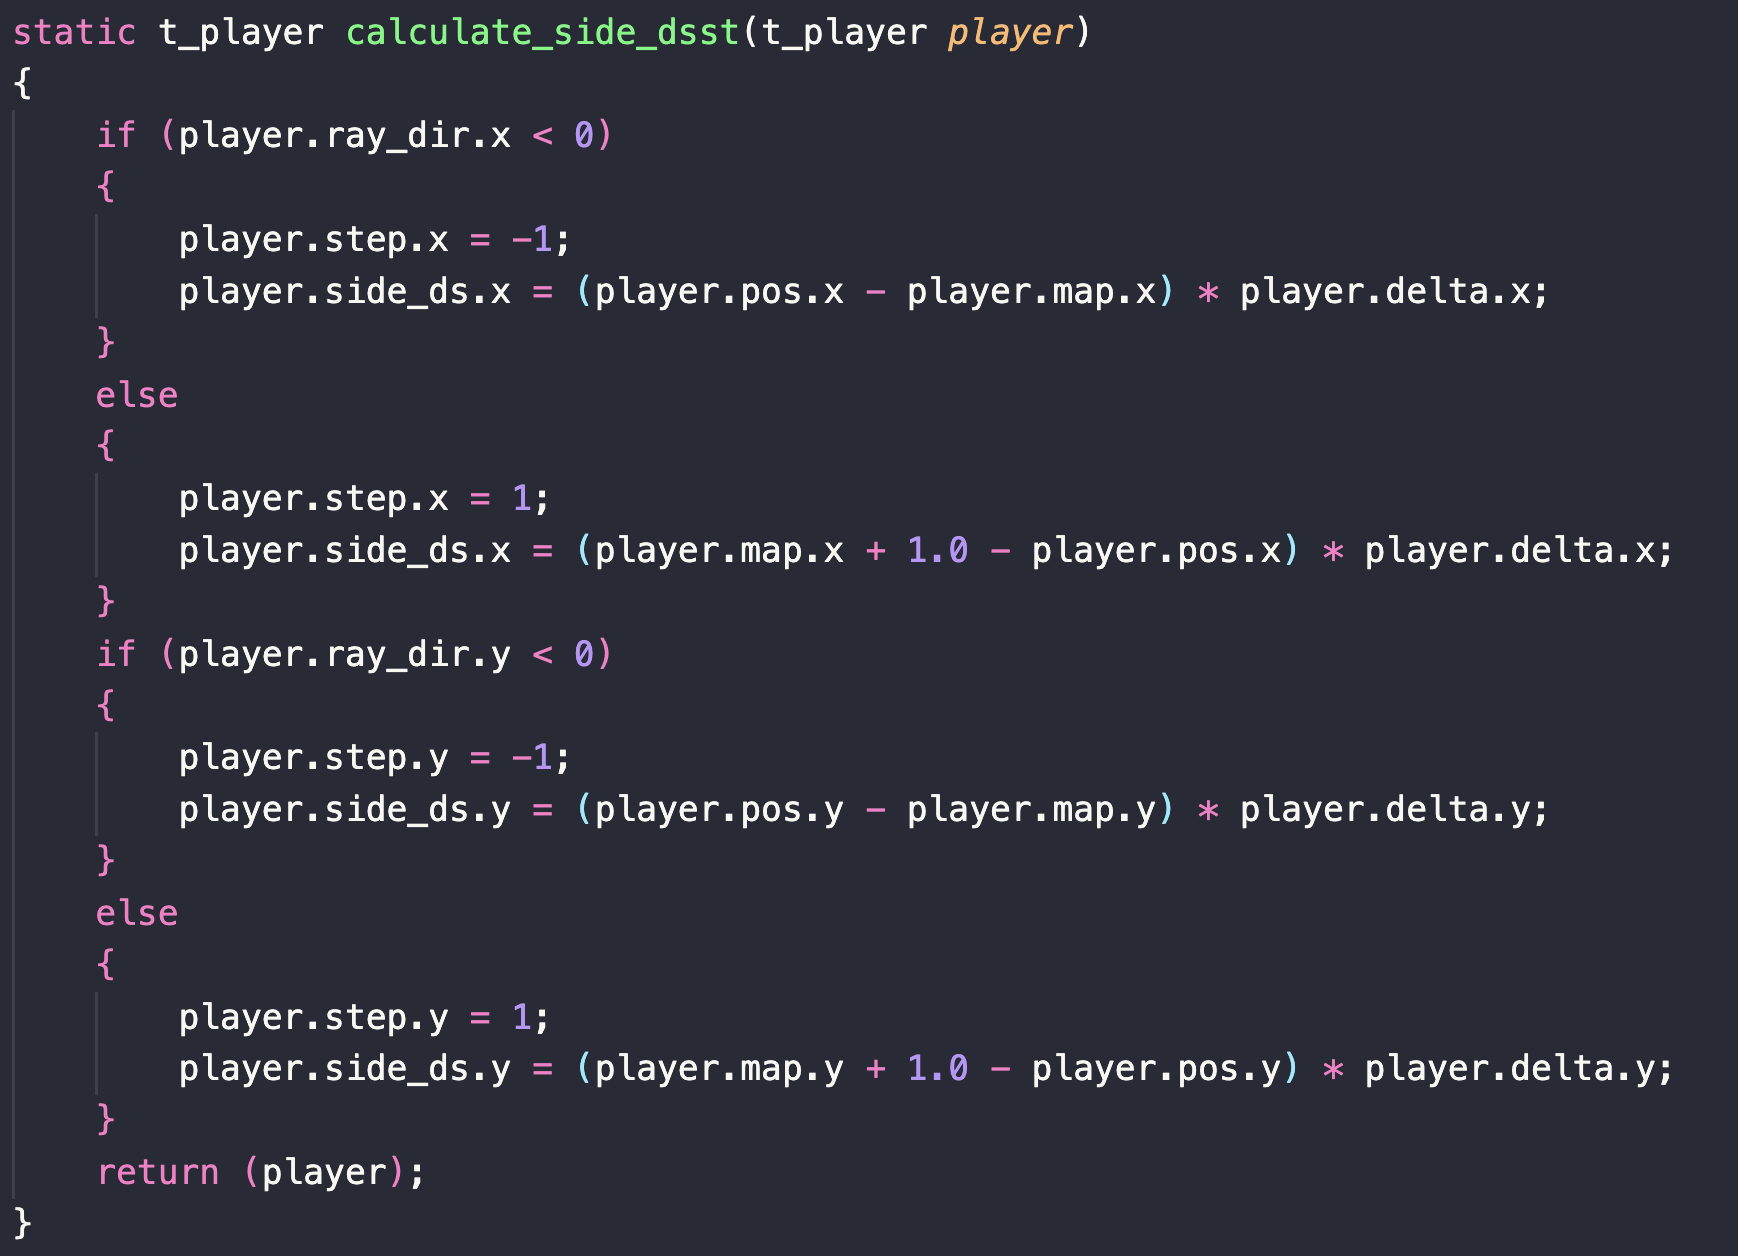 static t_player calculate_side_dsst(t_player player)
{
    if (player.ray_dir.x < 0)
    {
        player.step.x = -1;
        player.side_ds.x = (player.pos.x - player.map.x) * player.delta.x;
    }
    else
    {
        player.step.x = 1;
        player.side_ds.x = (player.map.x + 1.0 - player.pos.x) * player.delta.x;
    }
    if (player.ray_dir.y < 0)
    {
        player.step.y = -1;
        player.side_ds.y = (player.pos.y - player.map.y) * player.delta.y;
    }
    else
    {
        player.step.y = 1;
        player.side_ds.y = (player.map.y + 1.0 - player.pos.y) * player.delta.y;
    }
    return (player);
}